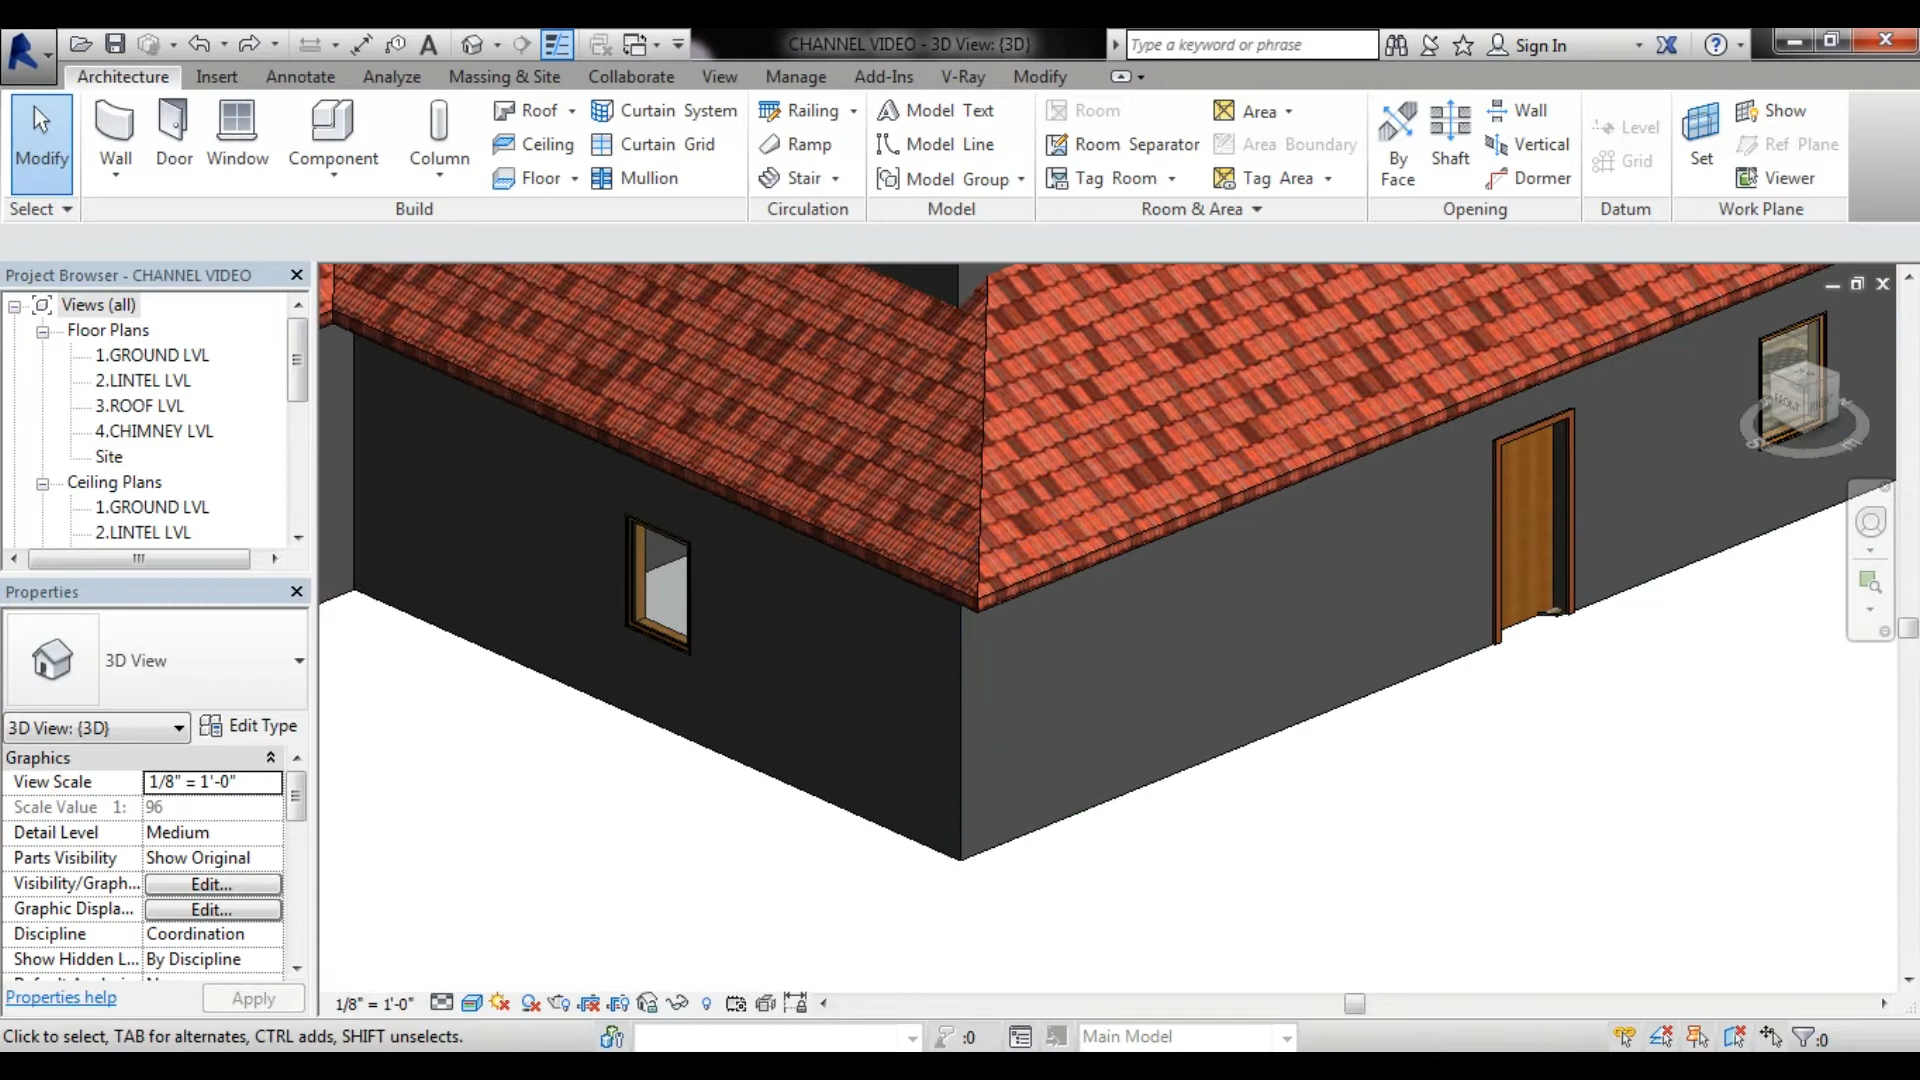 CHANNEL VIDEO - 3D View: {3D}
Type a keyword or phrase
Sign In
Architecture Insert Annotate Analyze Massing & Site Collaborate View Manage Add-Ins V-Ray Modify
Modify
Wall
Door
Window
Component
Column
Roof
Ceiling
Floor
Curtain System
Curtain Grid
Mullion
Railing
Ramp
Stair
Model Text
Model Line
Model Group
Room
Room Separator
Tag Room
Area
Area Boundary
Tag Area
By
Face
Shaft
Wall
Vertical
Dormer
Level
Grid
Set
Show
Ref Plane
Viewer
Select
Build
Circulation
Model
Room & Area
Opening
Datum
Work Plane
Project Browser - CHANNEL VIDEO
Views (all)
Floor Plans
1.GROUND LVL
2.LINTEL LVL
3.ROOF LVL
4.CHIMNEY LVL
Site
Ceiling Plans
1.GROUND LVL
2.LINTEL LVL
Properties
3D View
3D View: {3D}
Edit Type
Graphics
View Scale 1/8" = 1'-0"
Scale Value 1: 96
Detail Level Medium
Parts Visibility Show Original
Visibility/Graph... Edit...
Graphic Displa... Edit...
Discipline Coordination
Show Hidden L... By Discipline
Properties help
Apply
FRONT
RIGHT
1/8" = 1'-0"
Click to select, TAB for alternates, CTRL adds, SHIFT unselects.
:0
Main Model
:0